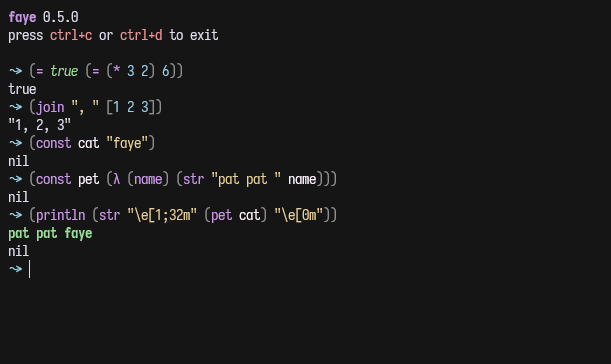 faye 0.5.0
press ctrl+c or ctrl+d to exit
~> (= true (= (* 3 2) 6))
true
~> (join ", " [1 2 3])
"1, 2, 3"
~> (const cat "faye")
nil
~> (const pet (λ (name) (str "pat pat " name)))
nil
~> (println (str "\e[1;32m" (pet cat) "\e[0m"))
pat pat faye
nil
~>